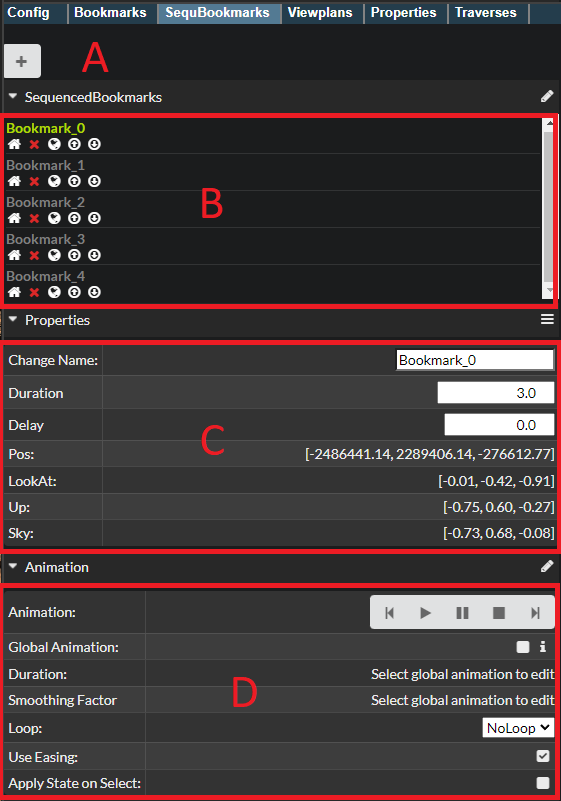 Config Bookmarks SequBookmarks Viewplans Properties Traverses
+ A
SequencedBookmarks
Bookmark_0
Bookmark_1
Bookmark_2
B
Bookmark_3
Bookmark_4
Properties
Change Name: Bookmark_0
Duration 3.0
Delay 0.0
C
Pos: [-2486441.14, 2289406.14, -276612.77]
LookAt: [-0.01, -0.42, -0.91]
Up: [-0.75, 0.60, -0.27]
Sky: [-0.73, 0.68, -0.08]
Animation
Animation:
Global Animation: i
Duration: Select global animation to edit
D
Smoothing Factor Select global animation to edit
Loop: NoLoop
Use Easing:
Apply State on Select: